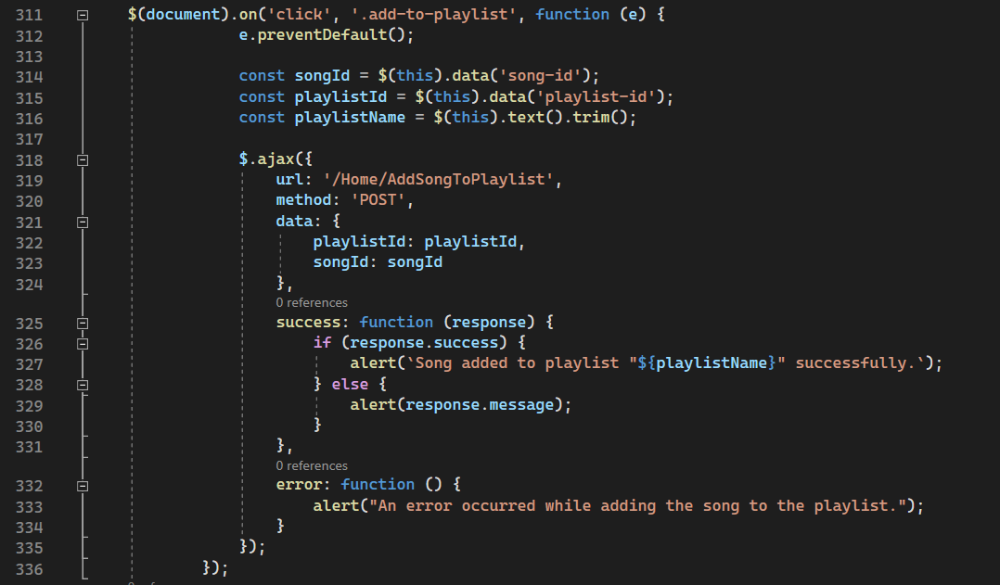 311 $(document).on('click', '.add-to-playlist', function (e) {
312 e.preventDefault();
313
314 const songId = $(this).data('song-id');
315 const playlistId = $(this).data('playlist-id');
316 const playlistName = $(this).text().trim();
317
318 $.ajax({
319 url: '/Home/AddSongToPlaylist',
320 method: 'POST',
321 data: {
322 playlistId: playlistId,
323 songId: songId
324 },
0 references
325 success: function (response) {
326 if (response.success) {
327 alert(`Song added to playlist "${playlistName}" successfully.`);
328 } else {
329 alert(response.message);
330 }
331 },
0 references
332 error: function () {
333 alert("An error occurred while adding the song to the playlist.");
334 }
335 });
336 });